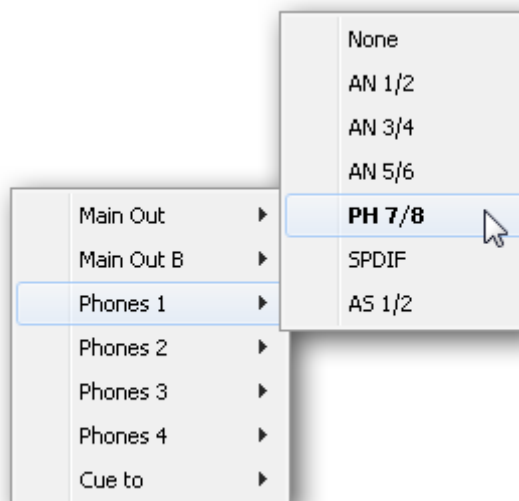 None
AN 1/2
AN 3/4
AN 5/6
PH 7/8
SPDIF
AS 1/2
Main Out
Main Out B
Phones 1
Phones 2
Phones 3
Phones 4
Cue to